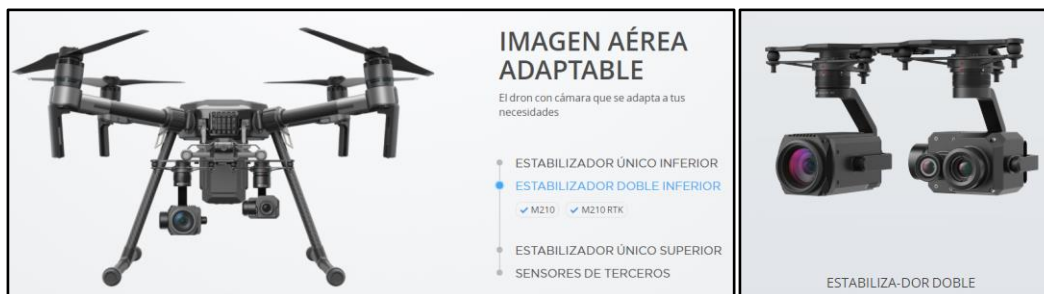 IMAGEN AÉREA
ADAPTABLE
El dron con cámara que se adapta a tus
necesidades
ESTABILIZADOR ÚNICO INFERIOR
ESTABILIZADOR DOBLE INFERIOR
M210 M210 RTK
ESTABILIZADOR ÚNICO SUPERIOR
SENSORES DE TERCEROS
ESTABILIZA-DOR DOBLE